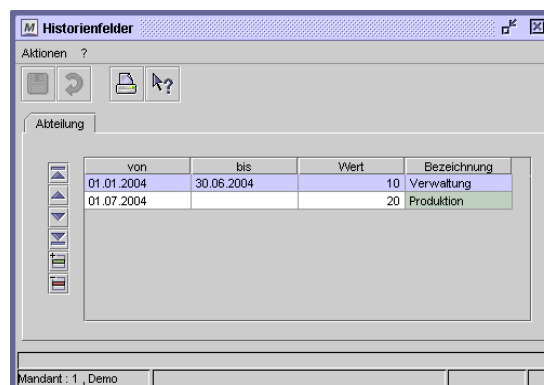 M Historienfelder
Aktionen ?
?
Abteilung
von bis Wert Bezeichnung
01.01.2004 30.06.2004 10 Verwaltung
01.07.2004 20 Produktion
Mandant : 1 , Demo